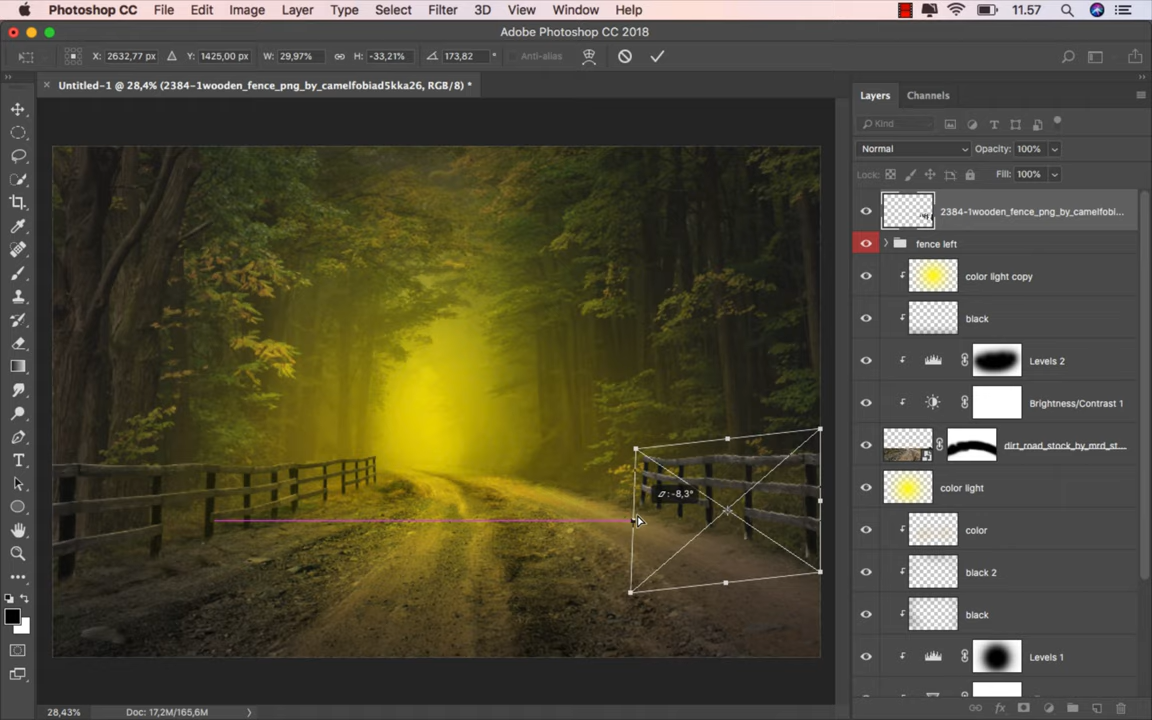 Photoshop CC File Edit Image Layer Type Select Filter 3D View Window Help 11.57
Adobe Photoshop CC 2018
X: 2632,77 px Y: 1425,00 px W: 29,97% H: -33,21% 173,82 ° Anti-alias
Untitled-1 @ 28,4% (2384-1wooden_fence_png_by_camelfobiad5kka26, RGB/8) *
Layers Channels
Kind
Normal Opacity: 100%
Lock: Fill: 100%
2384-1wooden_fence_png_by_camelfobi...
fence left
color light copy
black
Levels 2
Brightness/Contrast 1
dirt_road_stock_by_mrd_st...
color light
: -8,3°
color
black 2
black
Levels 1
28,43% Doc: 17,2M/165,6M